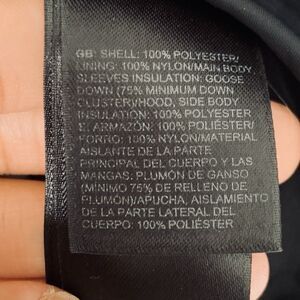 GB: SHELL: 100% POLYESTER/
LINING: 100% NYLON/MAIN BODY
SLEEVES INSULATION: GOOSE
DOWN (75% MINIMUM DOWN
CLUSTER)/HOOD, SIDE BODY
INSULATION: 100% POLYESTER
E: ARMAZÓN: 100% POLIÉSTER/
FORRO: 100% NYLON/MATERIAL
AISLANTE DE LA PARTE
PRINCIPAL DEL CUERPO Y LAS
MANGAS: PLUMÓN DE GANSO
(MÍNIMO 75% DE RELLENO DE
PLUMÓN)/APUCHA, AISLAMIENTO
DE LA PARTE LATERAL DEL
CUERPO: 100% POLIÉSTER